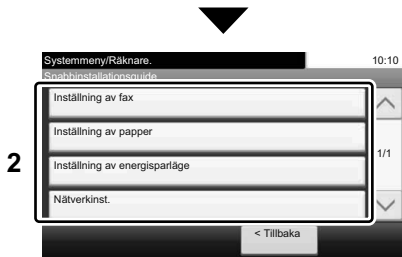 Systemmeny/Räknare. 10:10
Snabbinstallationsguide
Inställning av fax
Inställning av papper
1/1
2
Inställning av energisparläge
Nätverkinst.
< Tillbaka